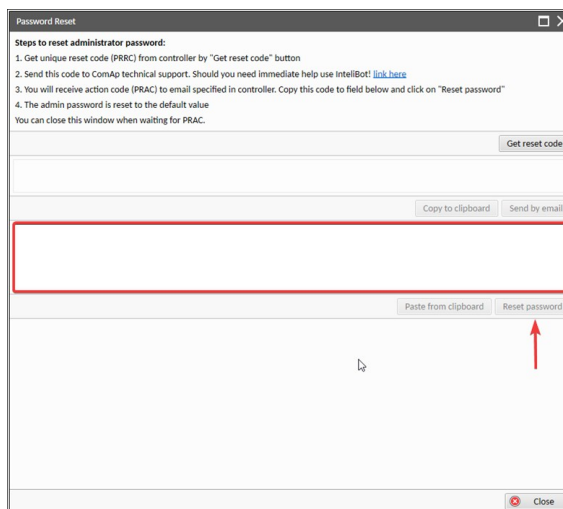 Password Reset
Steps to reset administrator password:
1. Get unique reset code (PRRC) from controller by "Get reset code" button
2. Send this code to ComAp technical support. Should you need immediate help use InteliBot! link here
3. You will receive action code (PRAC) to email specified in controller. Copy this code to field below and click on "Reset password"
4. The admin password is reset to the default value
You can close this window when waiting for PRAC.
Get reset code
Copy to clipboard Send by email
Paste from clipboard Reset password
Close